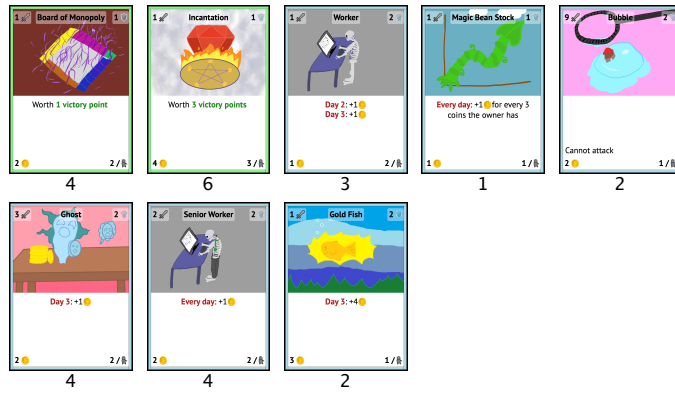 1 Board of Monopoly 1
Worth 1 victory point
2 2/
4
1 Incantation 1
Worth 3 victory points
4 3/
6
1 Worker 2
Day 2: +1
Day 3: +1
1 2/
3
1 Magic Bean Stock 1
Every day: +1 for every 3
coins the owner has
1 1/
1
9 Bubble 2
Cannot attack
2 1/
2
3 Ghost 2
Day 3: +1
2 2/
4
2 Senior Worker 2
Every day: +1
2 2/
4
1 Gold Fish 2
Day 3: +4
3 1/
2